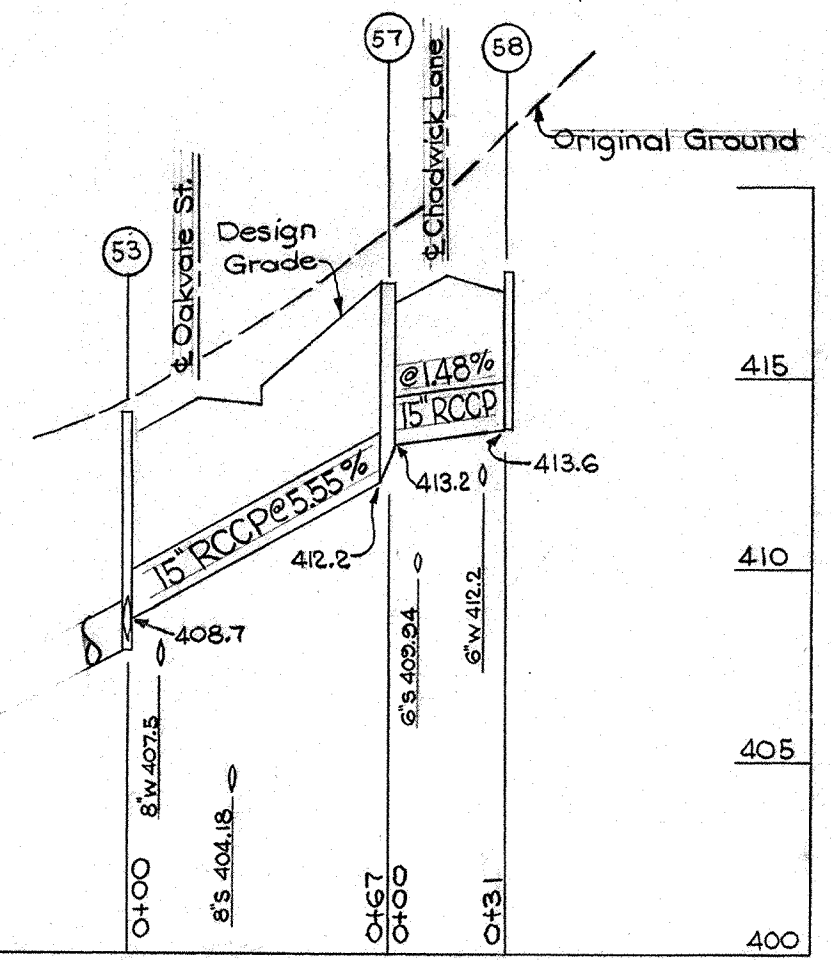 57
58
53
℄ Oakvale St.
℄ Chadwick Lane
Original Ground
Design
Grade
415
@1.48%
15" RCCP
15" RCCP@5.55%
413.2
413.6
412.2
410
408.7
6"S 409.94
6"W 412.2
8"W 407.5
8"S 404.18
405
0+00
0+67
0+00
0+31
400